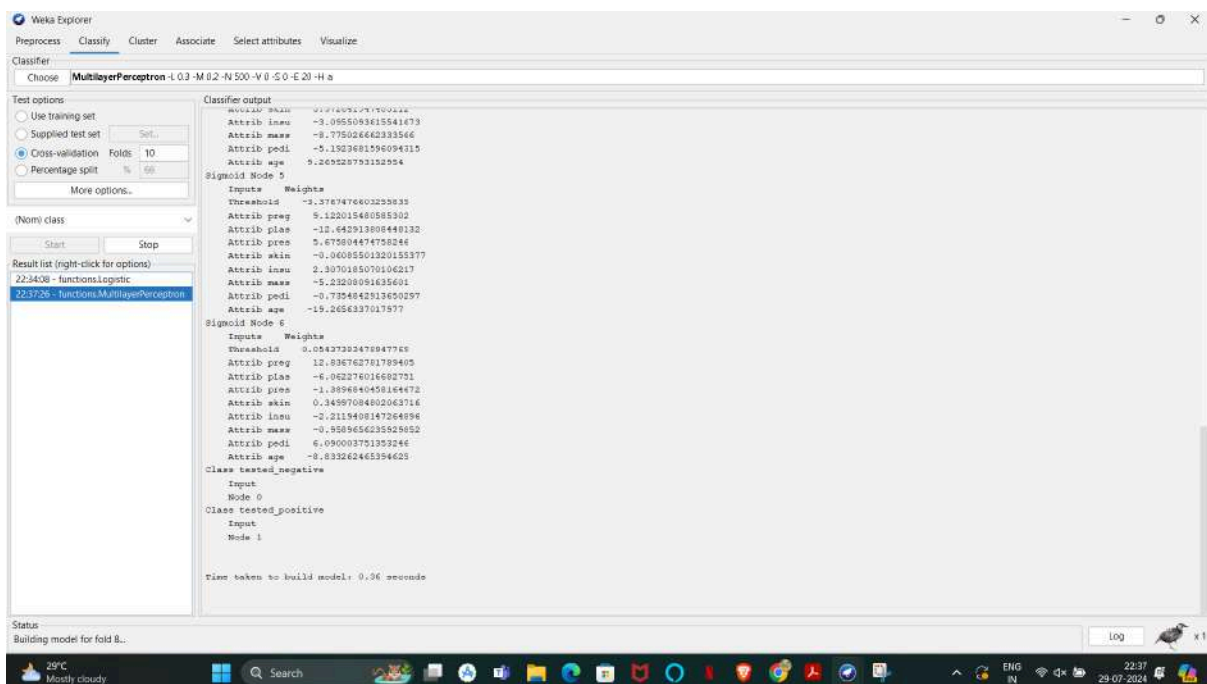 Weka Explorer
Preprocess Classify Cluster Associate Select attributes Visualize
Classifier
Choose MultilayerPerceptron -L 0.3 -M 0.2 -N 500 -V 0 -S 0 -E 20 -H a
Test options
Use training set
Supplied test set Set...
Cross-validation Folds 10
Percentage split % 66
More options...
(Nom) class
Start Stop
Result list (right-click for options)
22:34:08 - functions.Logistic
22:37:26 - functions.MultilayerPerceptron
Classifier output
Attrib skin
Attrib insu -3.0955093615541673
Attrib mass -8.775026662333566
Attrib pedi -5.1923681596094315
Attrib age 9.269528793152954
Sigmoid Node 5
Inputs Weights
Threshold -3.3767476603255835
Attrib preg 9.122015480585302
Attrib plas -12.642913808448132
Attrib pres 5.675804474758246
Attrib skin -0.06085501320155377
Attrib insu 2.3070185070106217
Attrib mass -5.23208091635601
Attrib pedi -0.7354842913650297
Attrib age -19.2656337017977
Sigmoid Node 6
Inputs Weights
Threshold 0.05437383478847769
Attrib preg 12.836762781789405
Attrib plas -6.062276016682751
Attrib pres -1.3896840458164672
Attrib skin 0.34997084802063716
Attrib insu -2.2119408147264896
Attrib mass -0.9589656235929852
Attrib pedi 6.090003751353246
Attrib age -8.833262465394625
Class tested_negative
Input
Node 0
Class tested_positive
Input
Node 1
Time taken to build model: 0.36 seconds
Status
Building model for fold 8...
Log
x 1
29°C
Mostly cloudy
Search
ENG
IN
22:37
29-07-2024